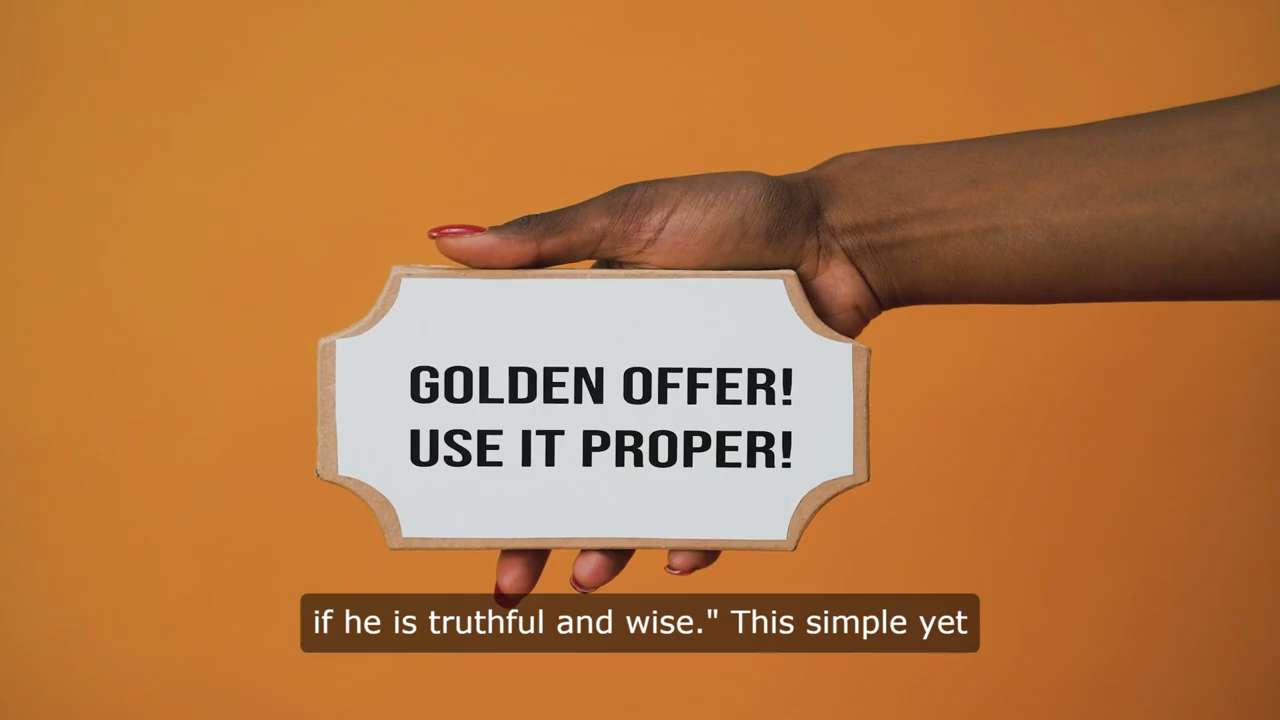 GOLDEN OFFER!
USE IT PROPER!
if he is truthful and wise." This simple yet